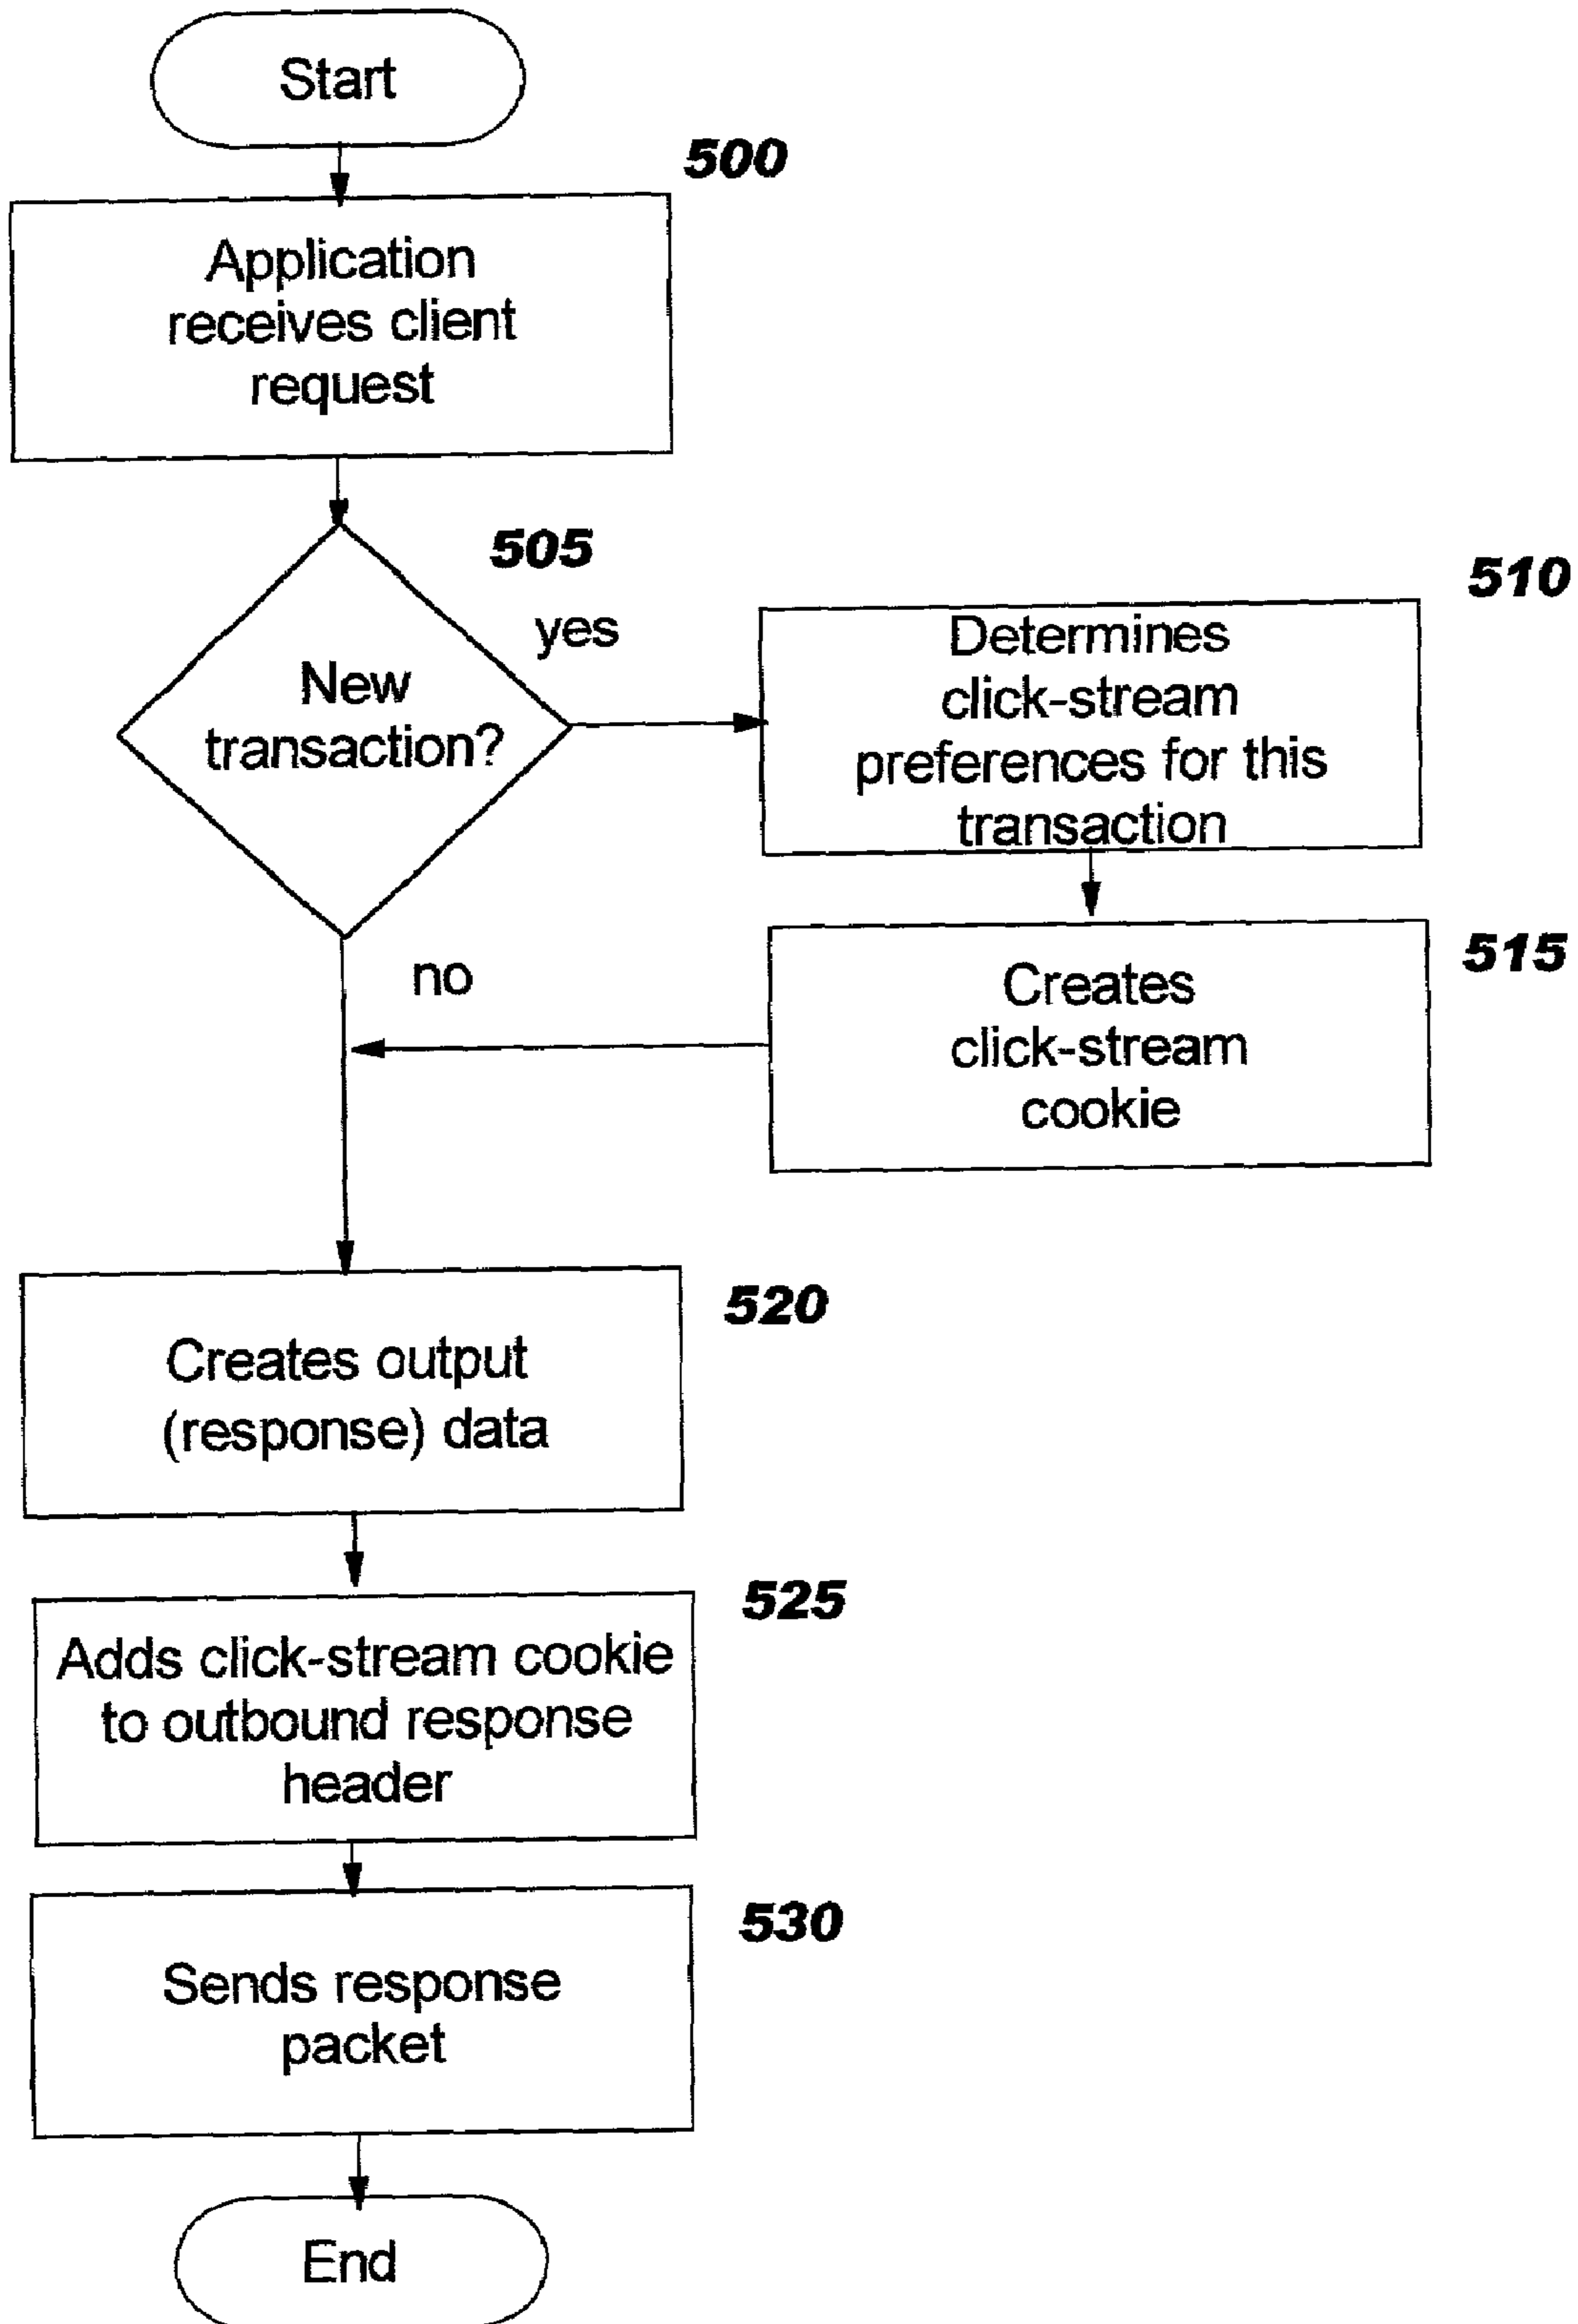 Start
500
Application
receives client
request
505
yes
New
transaction?
510
Determines
click-stream
preferences for this
transaction
no
515
Creates
click-stream
cookie
520
Creates output
(response) data
525
Adds click-stream cookie
to outbound response
header
530
Sends response
packet
End